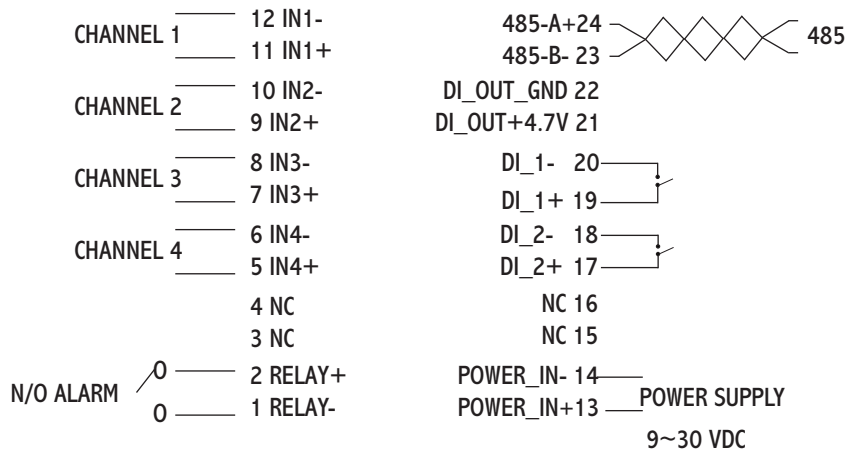 CHANNEL 1
12 IN1-
11 IN1+
CHANNEL 2
10 IN2-
9 IN2+
CHANNEL 3
8 IN3-
7 IN3+
CHANNEL 4
6 IN4-
5 IN4+
4 NC
3 NC
N/O ALARM
2 RELAY+
1 RELAY-
485-A+24
485-B- 23
485
DI_OUT_GND 22
DI_OUT+4.7V 21
DI_1- 20
DI_1+ 19
DI_2- 18
DI_2+ 17
NC 16
NC 15
POWER_IN- 14
POWER_IN+13
POWER SUPPLY
9~30 VDC